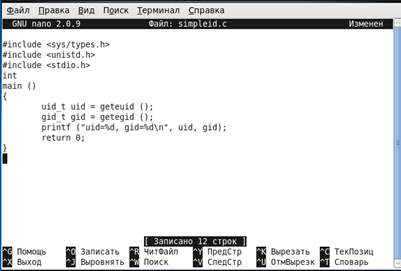 Файл Правка Вид Поиск Терминал Справка
GNU nano 2.0.9 Файл: simpleid.c Изменен
#include <sys/types.h>
#include <unistd.h>
#include <stdio.h>
int
main ()
{
uid_t uid = geteuid ();
gid_t gid = getegid ();
printf ("uid=%d, gid=%d\n", uid, gid);
return 0;
}
[ Записано 12 строк ]
^G Помощь ^O Записать ^R ЧитФайл ^Y ПредСтр ^K Вырезать ^C ТекПозиц
^X Выход ^J Выровнять ^W Поиск ^V СледСтр ^U ОтмВырезк ^T Словарь